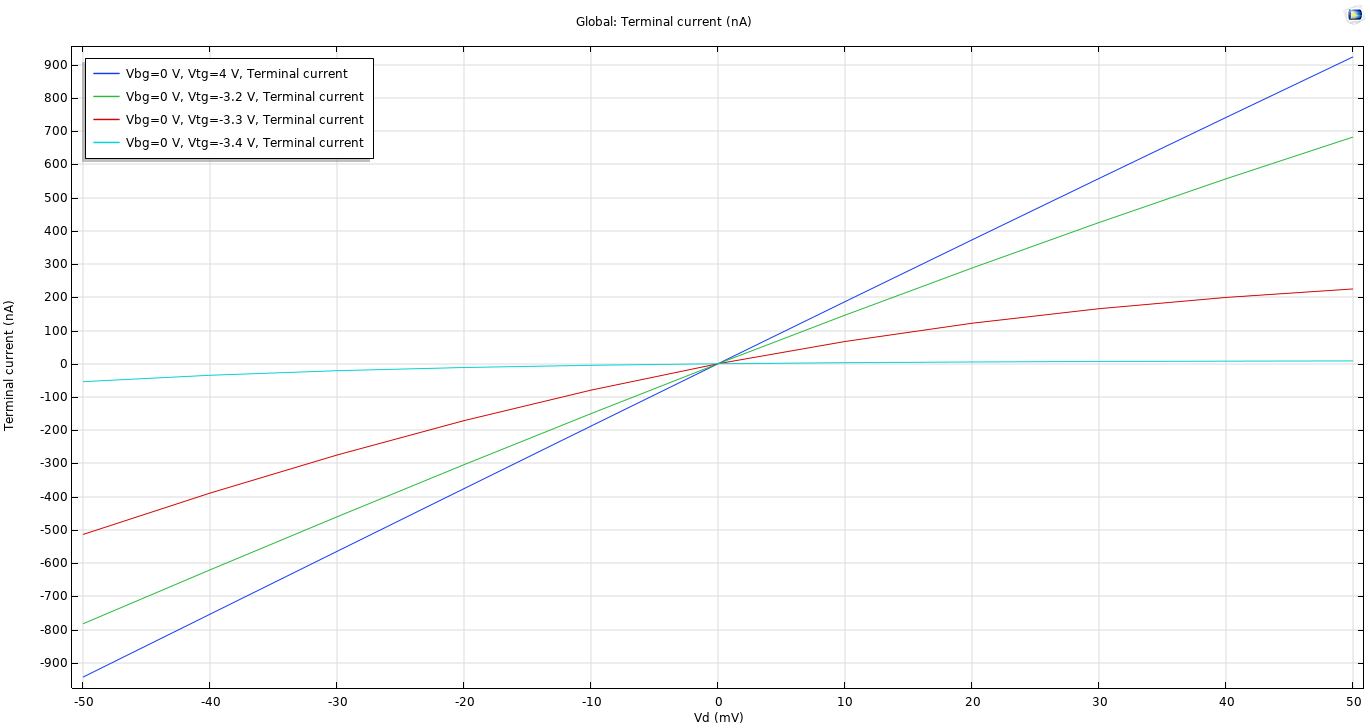 Global: Terminal current (nA)
Vbg=0 V, Vtg=4 V, Terminal current
Vbg=0 V, Vtg=-3.2 V, Terminal current
Vbg=0 V, Vtg=-3.3 V, Terminal current
Vbg=0 V, Vtg=-3.4 V, Terminal current
Terminal current (nA)
900
800
700
600
500
400
300
200
100
0
-100
-200
-300
-400
-500
-600
-700
-800
-900
-50 -40 -30 -20 -10 0 10 20 30 40 50
Vd (mV)